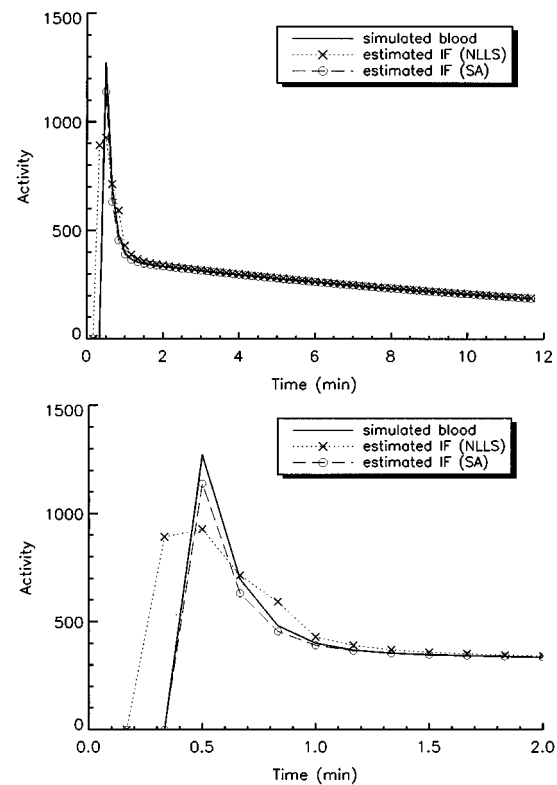 1500
1000
500
0
Activity
simulated blood
estimated IF (NLLS)
estimated IF (SA)
0 2 4 6 8 10 12
Time (min)
1500
1000
500
0
Activity
simulated blood
estimated IF (NLLS)
estimated IF (SA)
0.0 0.5 1.0 1.5 2.0
Time (min)